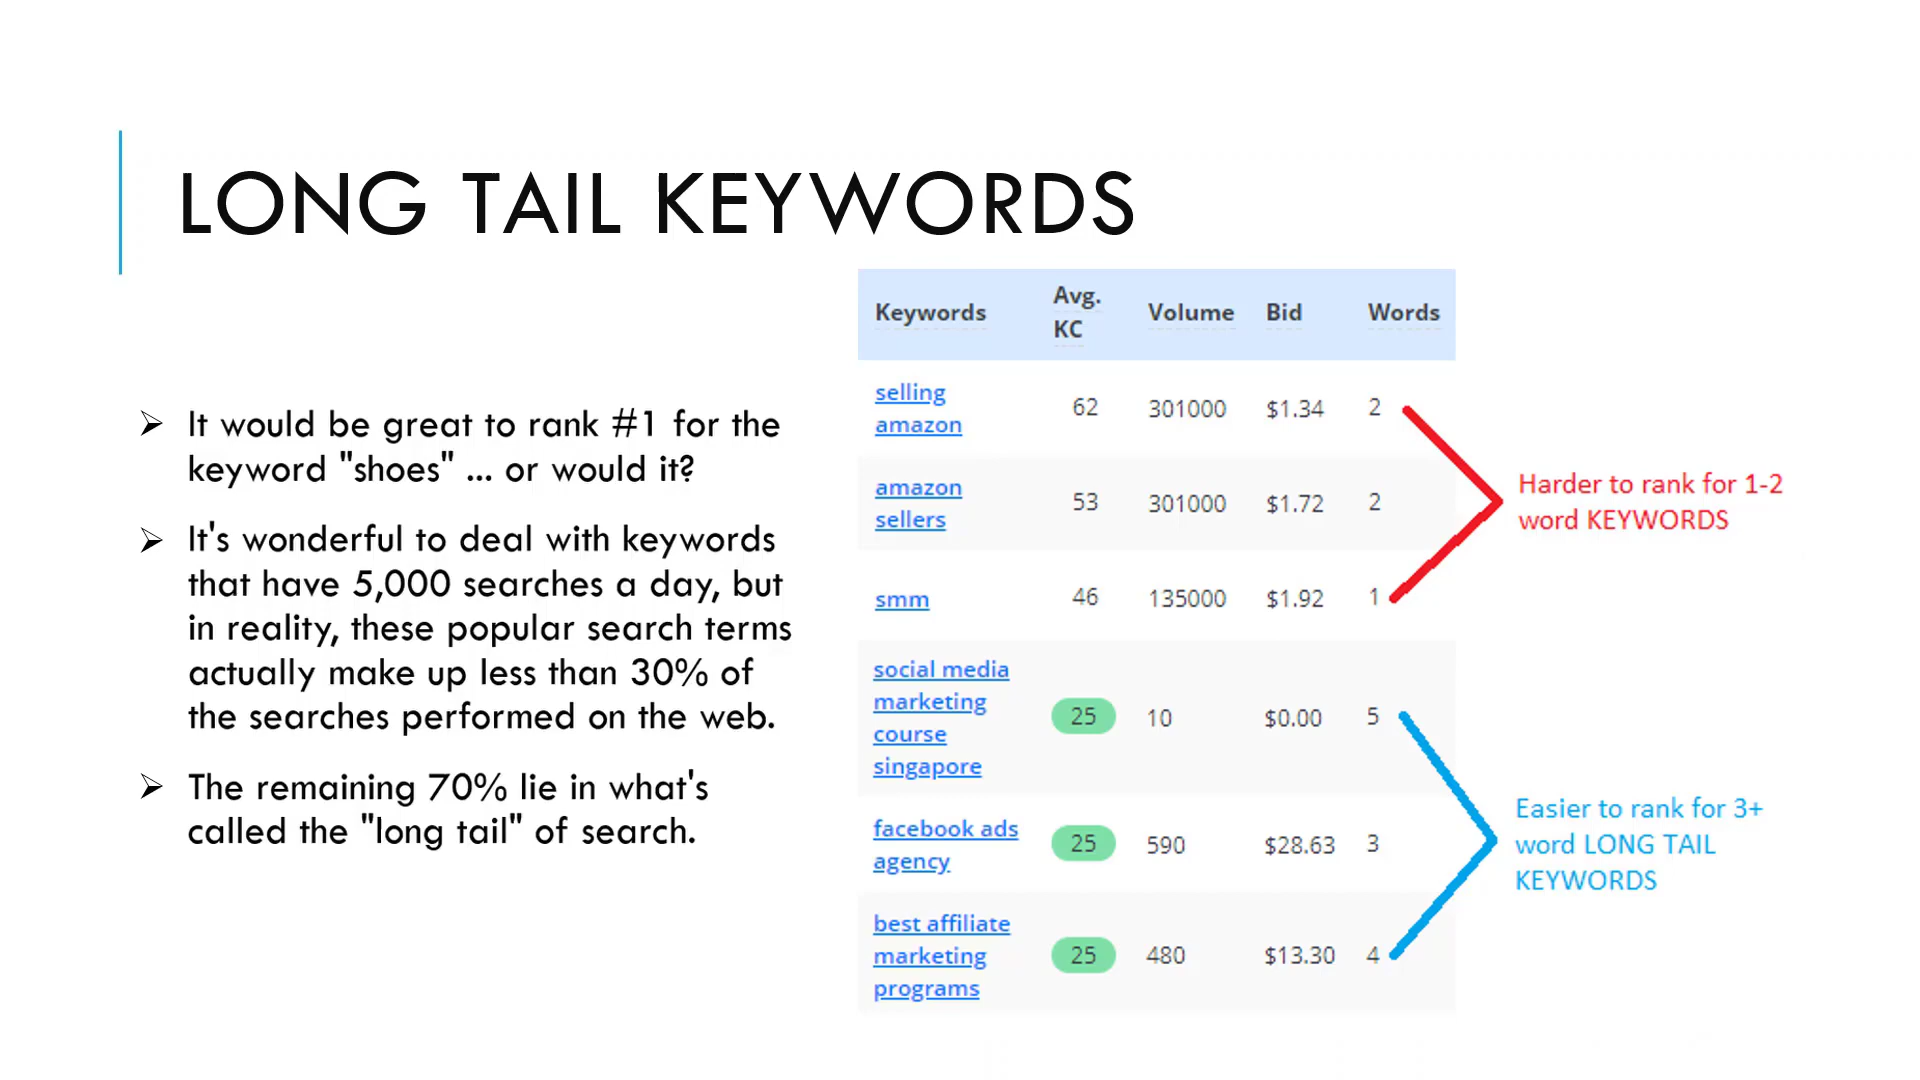 LONG TAIL KEYWORDS
It would be great to rank #1 for the
keyword "shoes" ... or would it?
It's wonderful to deal with keywords
that have 5,000 searches a day, but
in reality, these popular search terms
actually make up less than 30% of
the searches performed on the web.
The remaining 70% lie in what's
called the "long tail" of search.
Keywords Avg. KC Volume Bid Words
selling
amazon 62 301000 $1.34 2
amazon
sellers 53 301000 $1.72 2
smm 46 135000 $1.92 1
social media
marketing
course
singapore 25 10 $0.00 5
facebook ads
agency 25 590 $28.63 3
best affiliate
marketing
programs 25 480 $13.30 4
Harder to rank for 1-2
word KEYWORDS
Easier to rank for 3+
word LONG TAIL
KEYWORDS